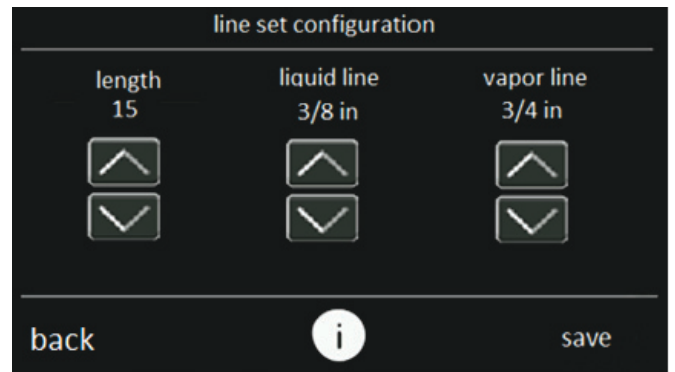 line set configuration
length liquid line vapor line
15 3/8 in 3/4 in
back i save